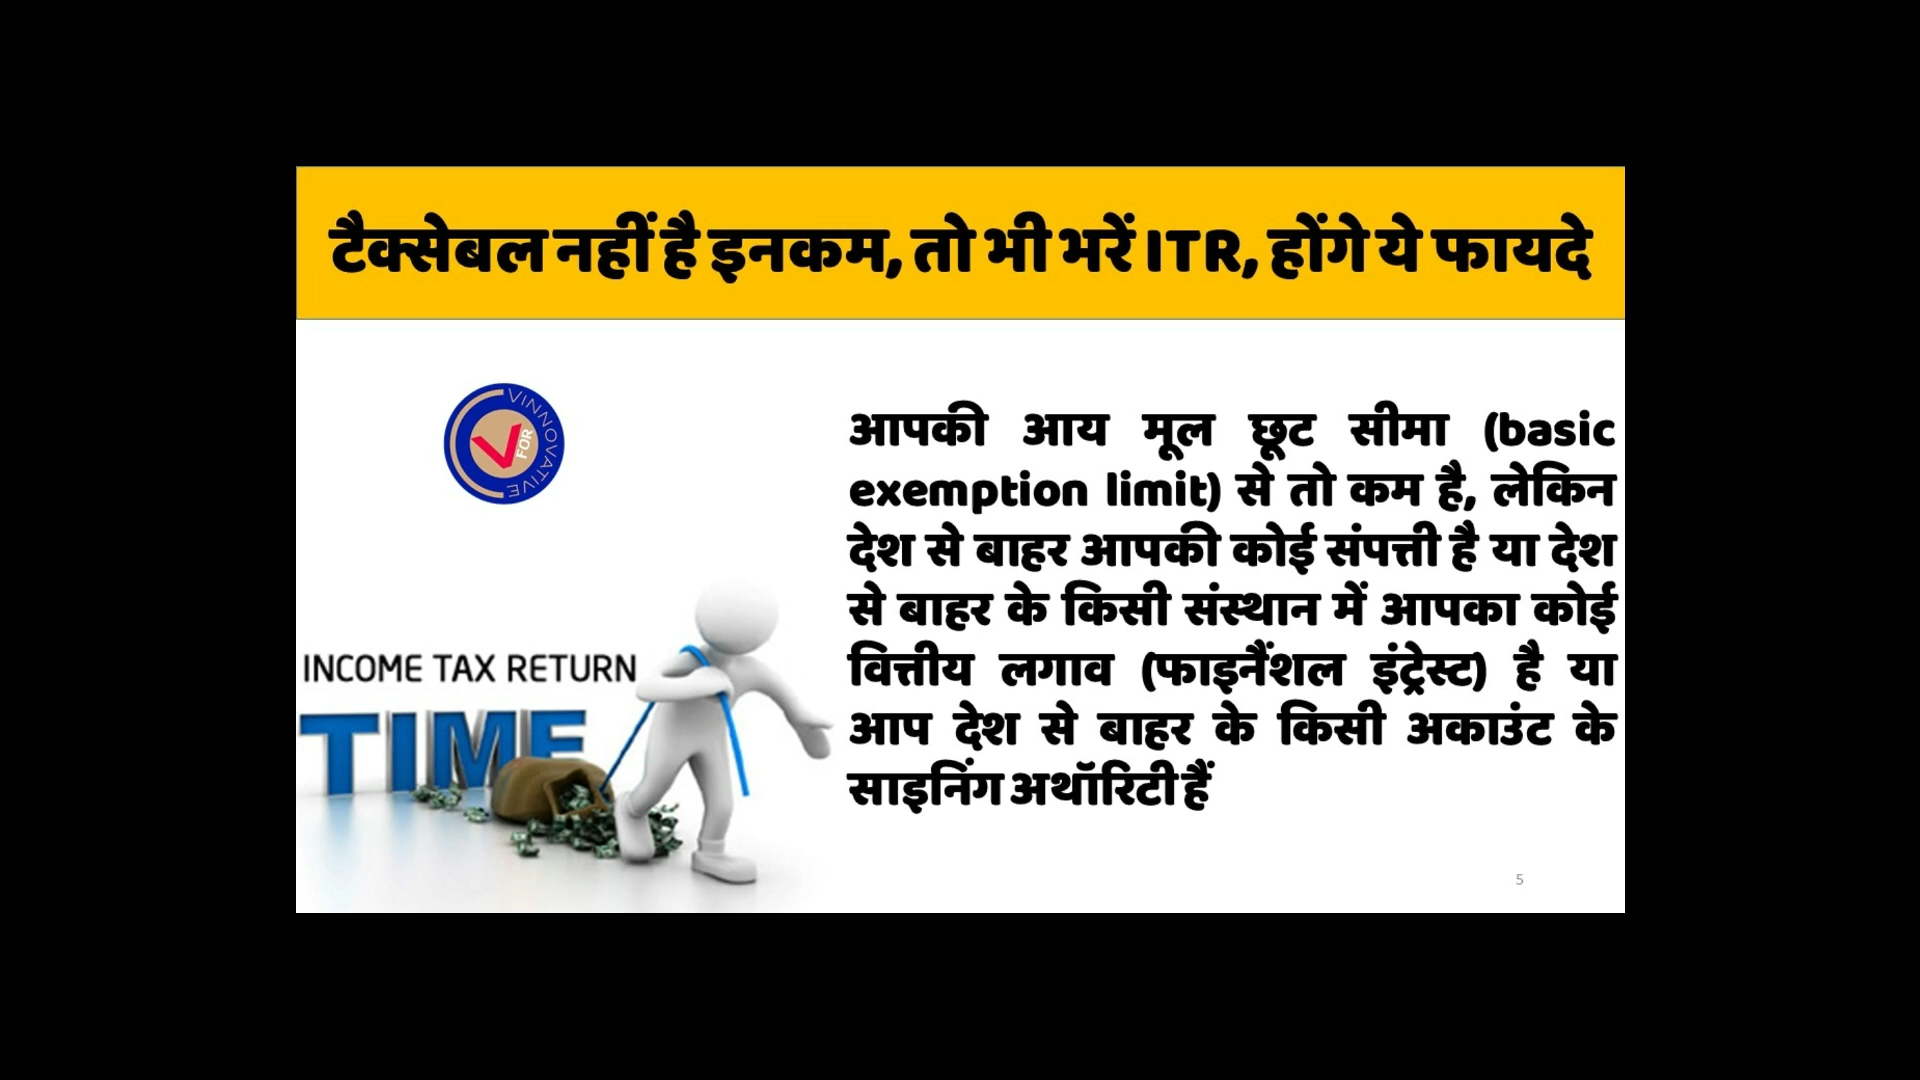 टैक्सेबल नहीं है इनकम, तो भी भरें ITR, होंगे ये फायदे
VINNOVATIVE
V FOR
आपकी आय मूल छूट सीमा (basic
exemption limit) से तो कम है, लेकिन
देश से बाहर आपकी कोई संपत्ती है या देश
से बाहर के किसी संस्थान में आपका कोई
वित्तीय लगाव (फाइनैंशल इंट्रेस्ट) है या
आप देश से बाहर के किसी अकाउंट के
साइनिंग अथॉरिटी हैं
INCOME TAX RETURN
TIME
5